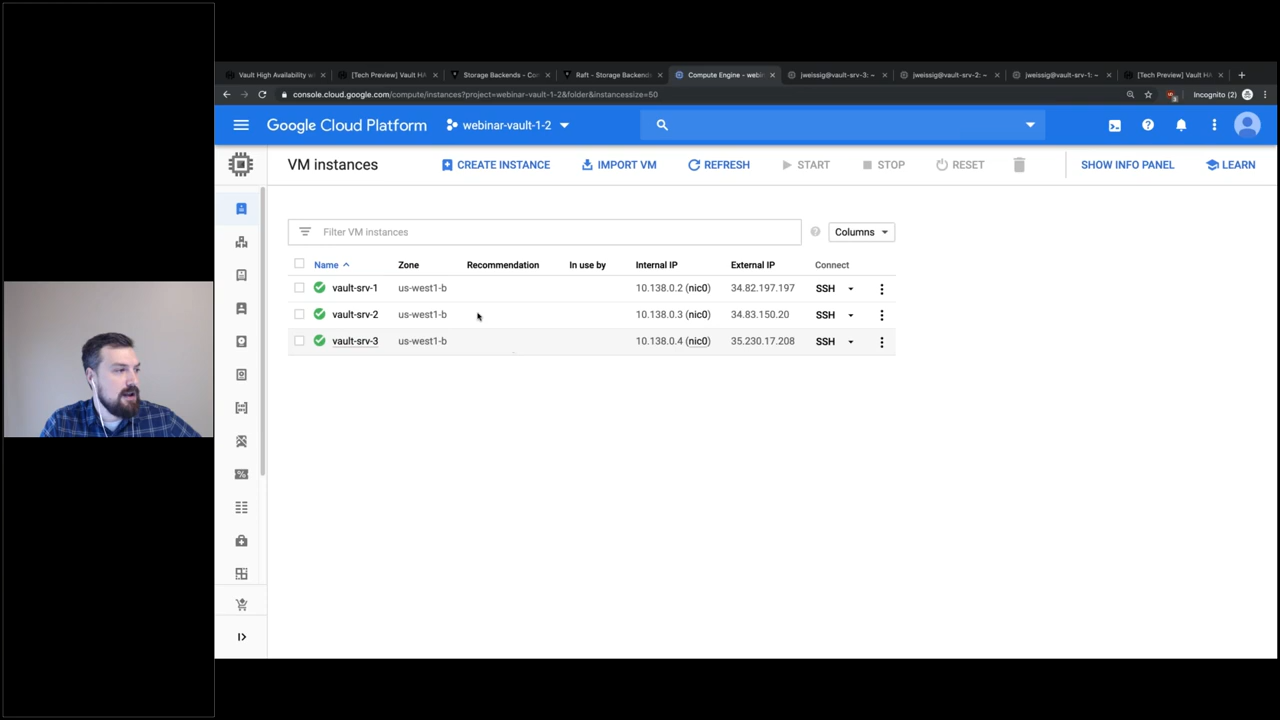 Vault High Availability w
[Tech Preview] Vault HA
Storage Backends - Con
Raft - Storage Backends
Compute Engine - webin
jweissig@vault-srv-3: ~
jweissig@vault-srv-2: ~
jweissig@vault-srv-1: ~
[Tech Preview] Vault HA
console.cloud.google.com/compute/instances?project=webinar-vault-1-2&folder&instancessize=50
Incognito (2)
Google Cloud Platform
webinar-vault-1-2
VM instances
CREATE INSTANCE
IMPORT VM
REFRESH
START
STOP
RESET
SHOW INFO PANEL
LEARN
Filter VM instances
Columns
Name Zone Recommendation In use by Internal IP External IP Connect
vault-srv-1 us-west1-b 10.138.0.2 (nic0) 34.82.197.197 SSH
vault-srv-2 us-west1-b 10.138.0.3 (nic0) 34.83.150.20 SSH
vault-srv-3 us-west1-b 10.138.0.4 (nic0) 35.230.17.208 SSH